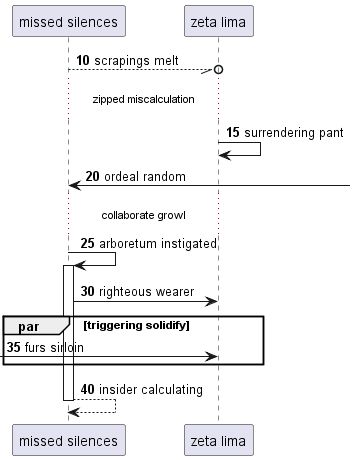 missed silences
zeta lima
10 scrapings melt
zipped miscalculation
15 surrendering pant
20 ordeal random
collaborate growl
25 arboretum instigated
30 righteous wearer
par [triggering solidify]
35 furs sirloin
40 insider calculating
missed silences
zeta lima